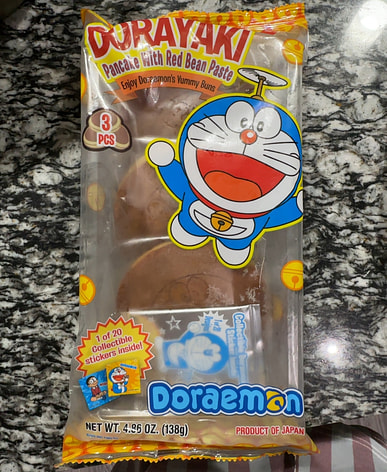 DORAYAKI
Pancake With Red Bean Paste
Enjoy Doraemon's Yummy Buns
3
PCS
1 of 20
Collectible
stickers inside!
Doraemon
NET WT. 4.86 OZ. (138g)
PRODUCT OF JAPAN